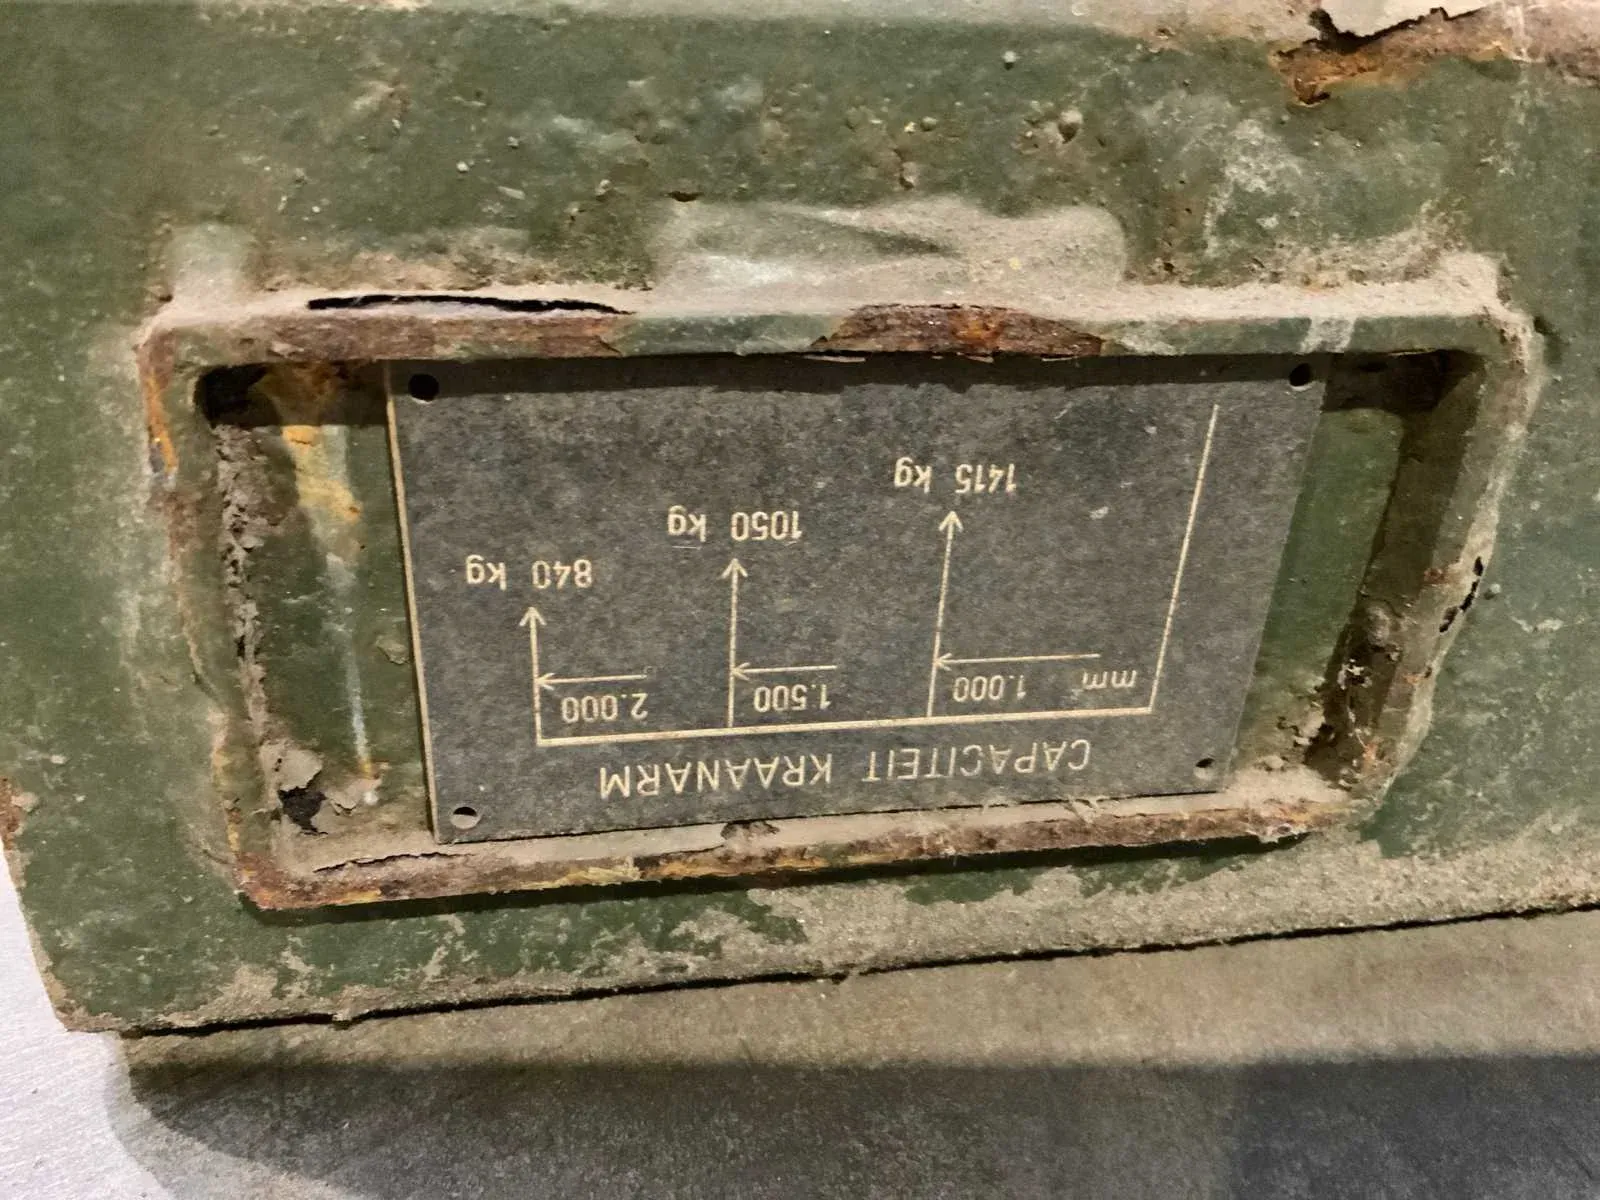 CAPACITEIT KRAANARM
mm 1.000 1.500 2.000
1415 kg 1050 kg 840 kg